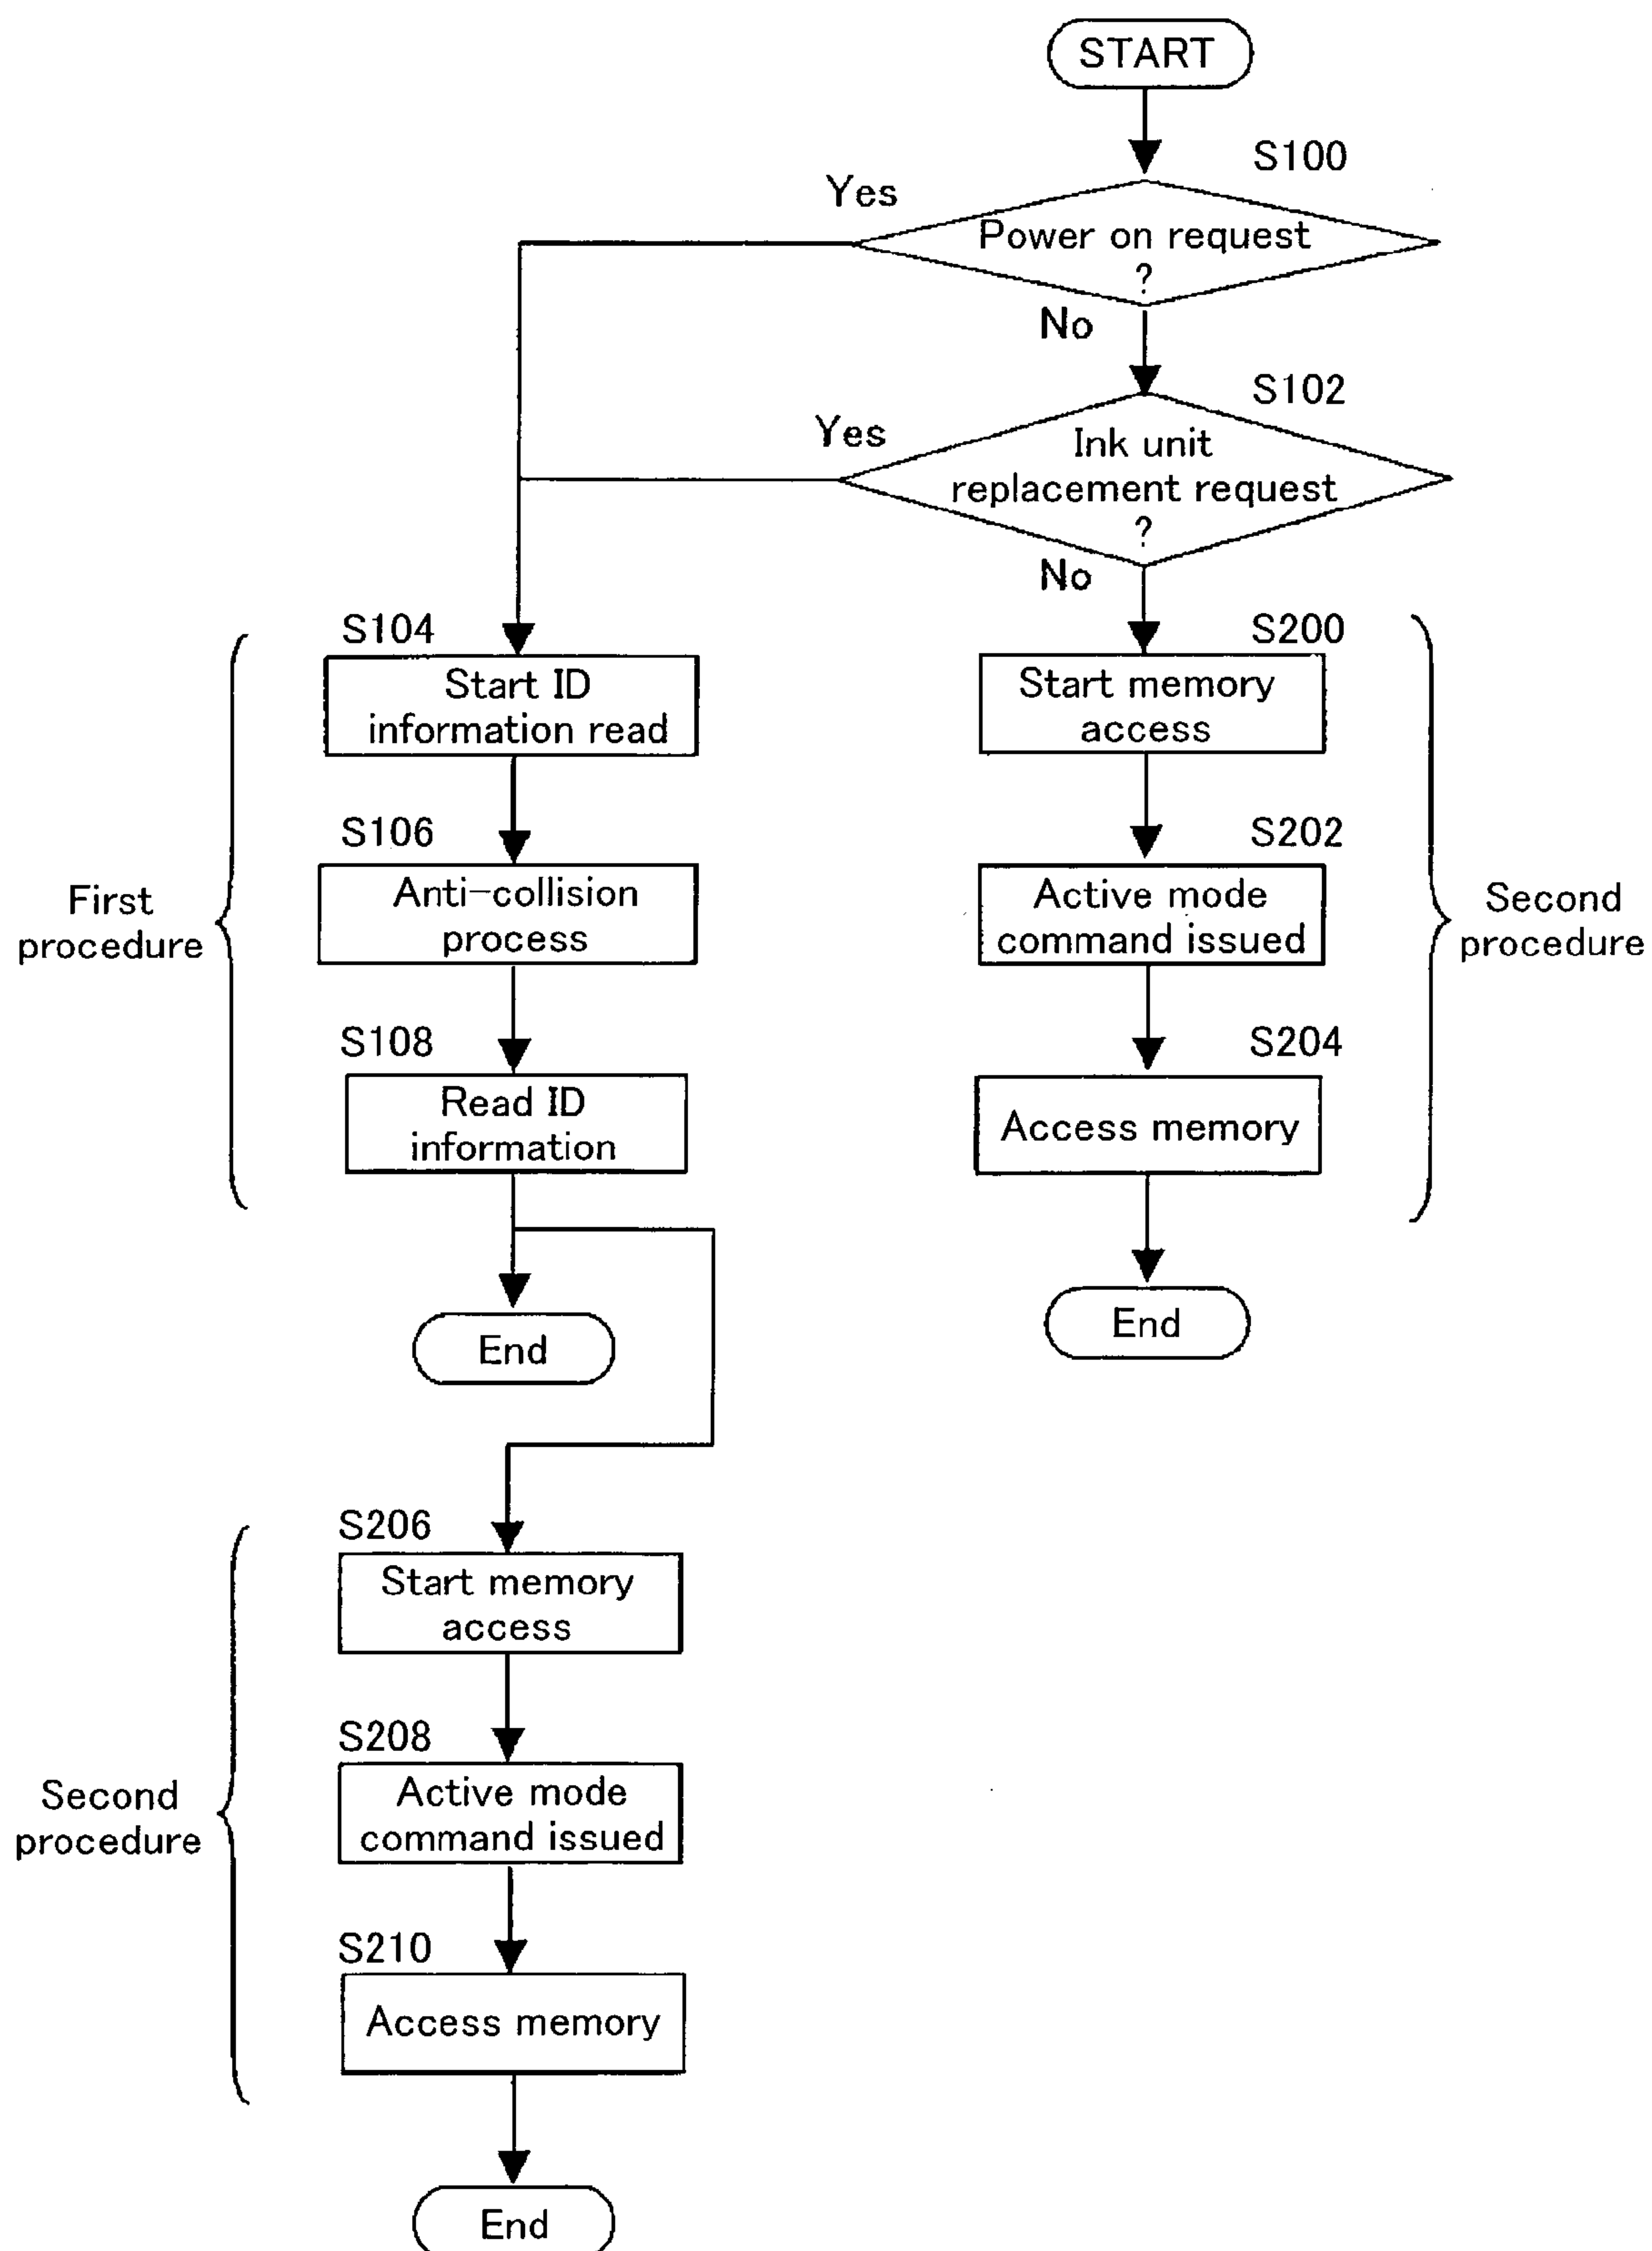 START
S100
Yes
Power on request
?
No
S102
Yes
Ink unit
replacement request
?
No
S104
Start ID
information read
S106
Anti-collision
process
S108
Read ID
information
First
procedure
End
S200
Start memory
access
S202
Active mode
command issued
S204
Access memory
Second
procedure
End
S206
Start memory
access
S208
Active mode
command issued
S210
Access memory
Second
procedure
End